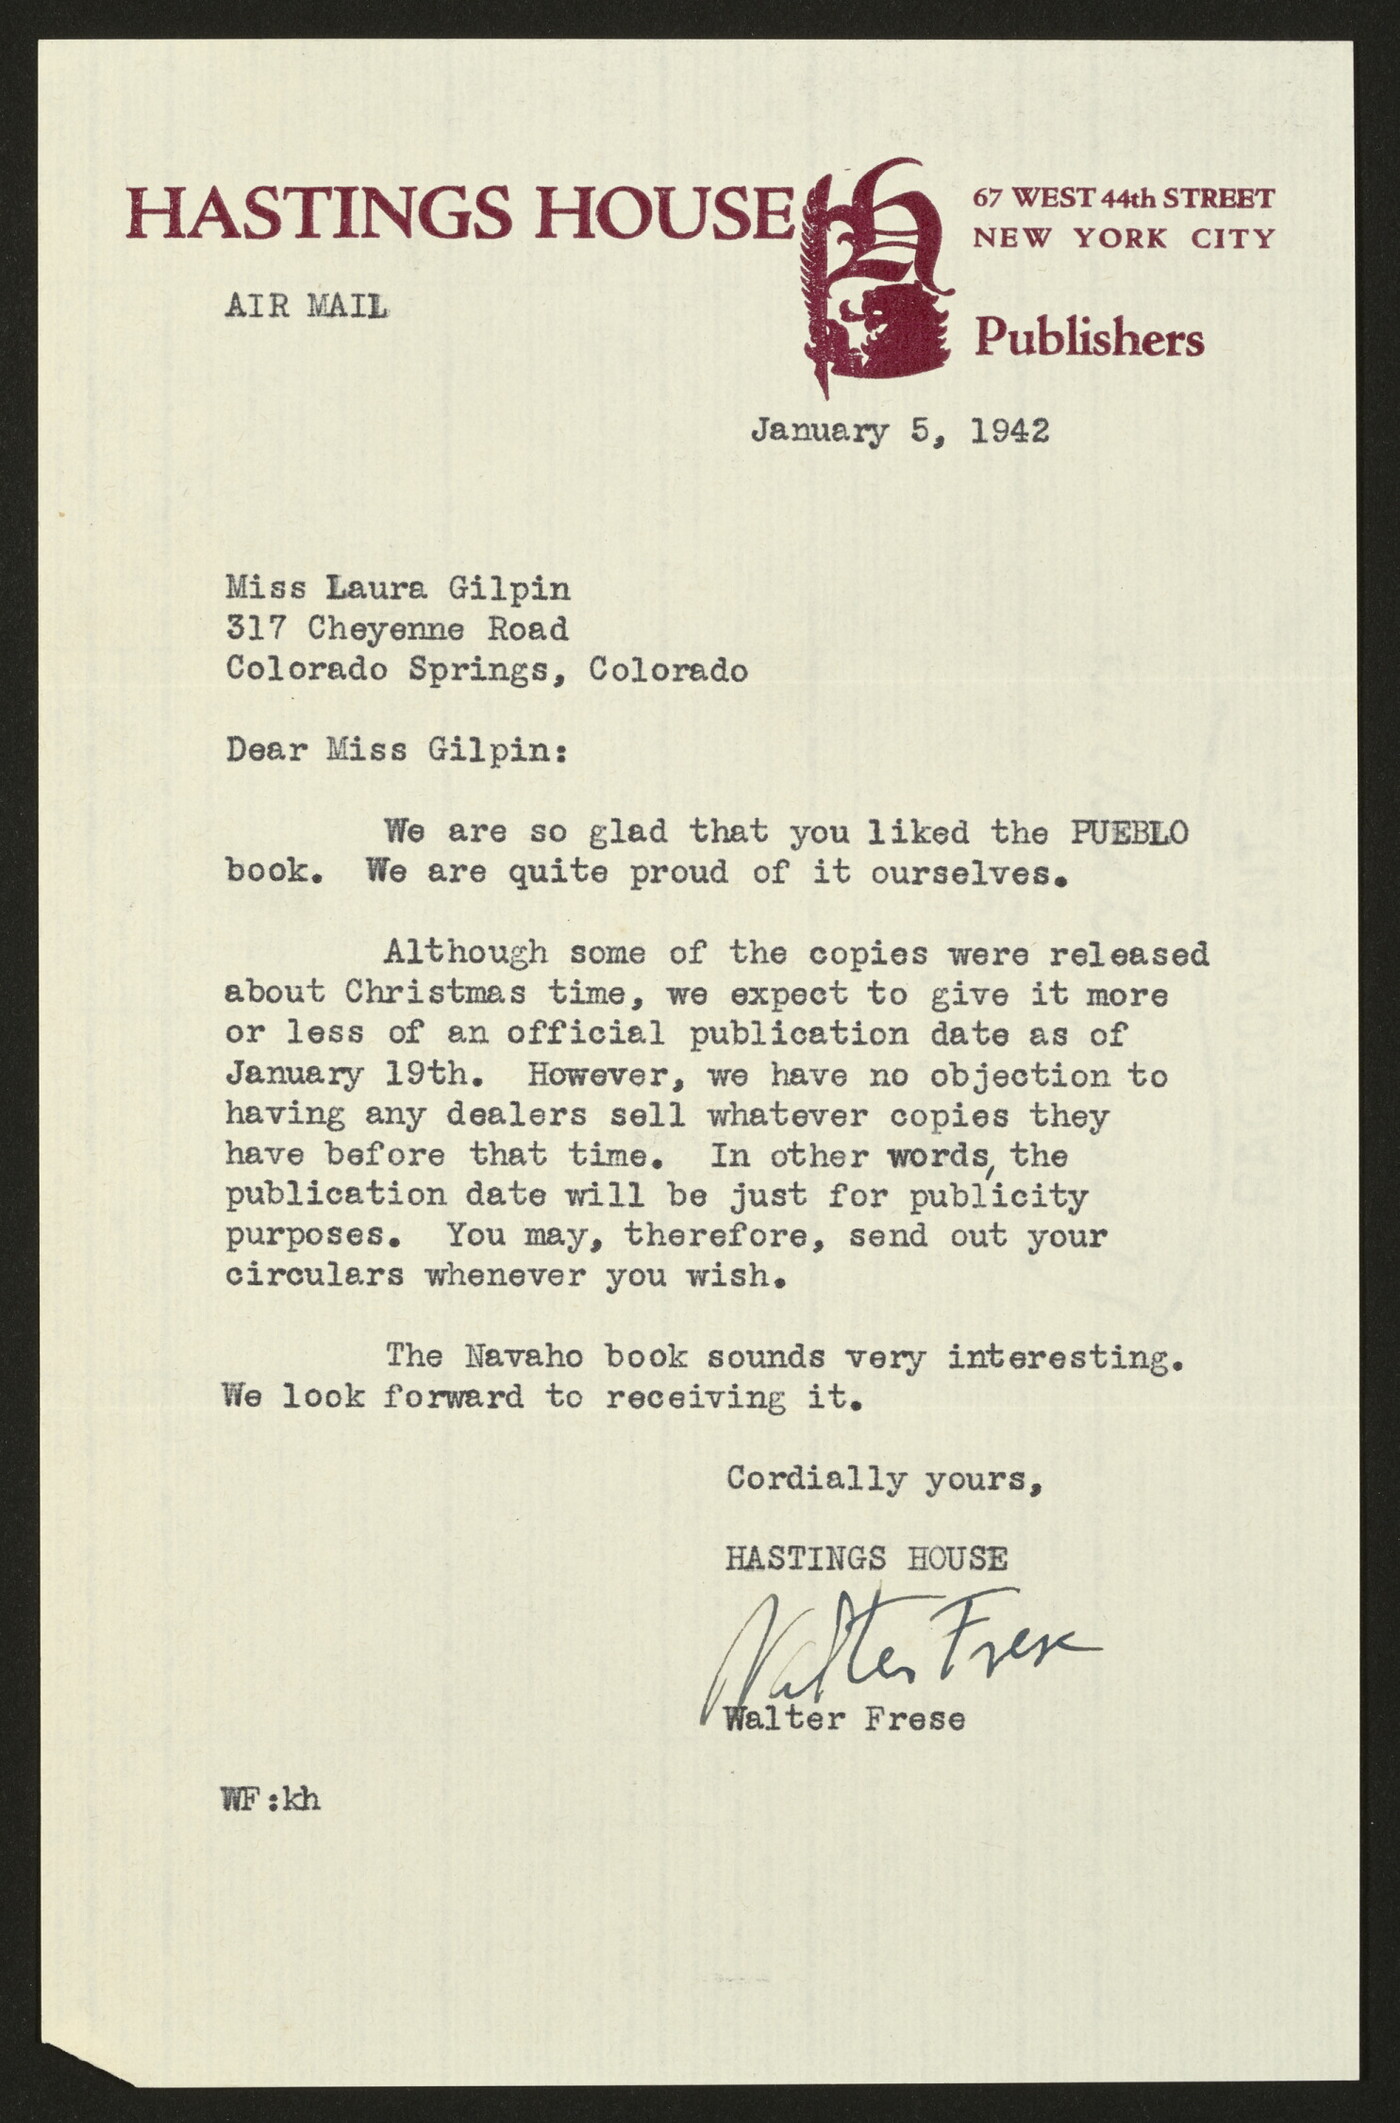 HASTINGS HOUSE
67 WEST 44th STREET
NEW YORK CITY
Publishers
AIR MAIL
January 5, 1942
Miss Laura Gilpin
317 Cheyenne Road
Colorado Springs, Colorado
Dear Miss Gilpin:
We are so glad that you liked the PUEBLO
book. We are quite proud of it ourselves.
Although some of the copies were released
about Christmas time, we expect to give it more
or less of an official publication date as of
January 19th. However, we have no objection to
having any dealers sell whatever copies they
have before that time. In other words, the
publication date will be just for publicity
purposes. You may, therefore, send out your
circulars whenever you wish.
The Navaho book sounds very interesting.
We look forward to receiving it.
Cordially yours,
HASTINGS HOUSE
Walter Frese
Walter Frese
WF:kh